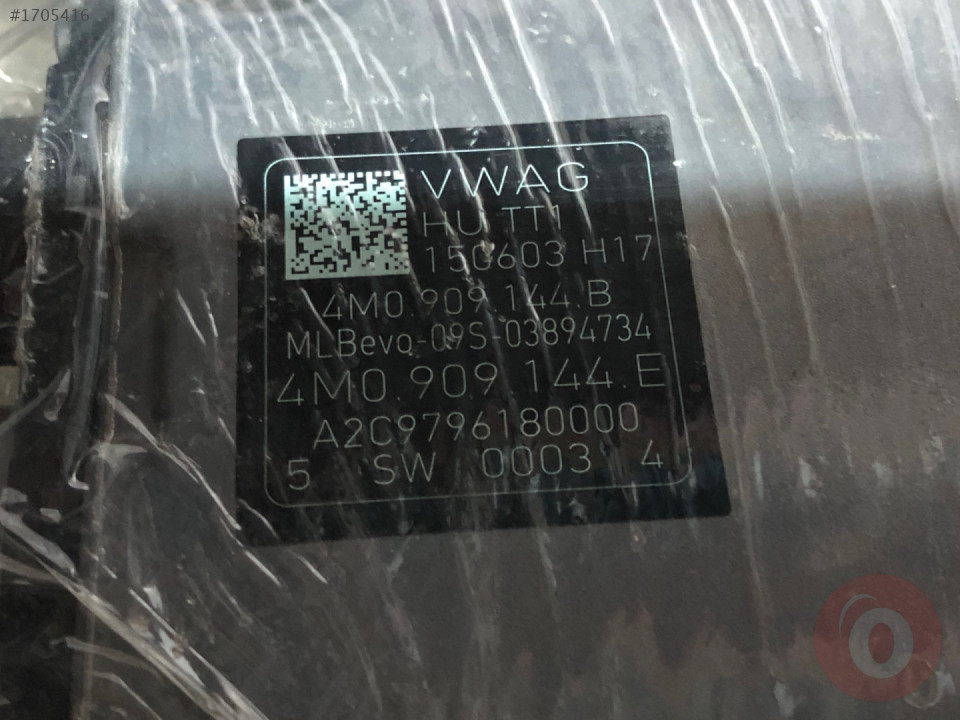 #1705416
VWAG
HU TT1
150603 H17
4M0.909.144.B
MLBevo-09S-03894734
4M0.909.144.E
A2C9796180000
5 SW 0003 4
O